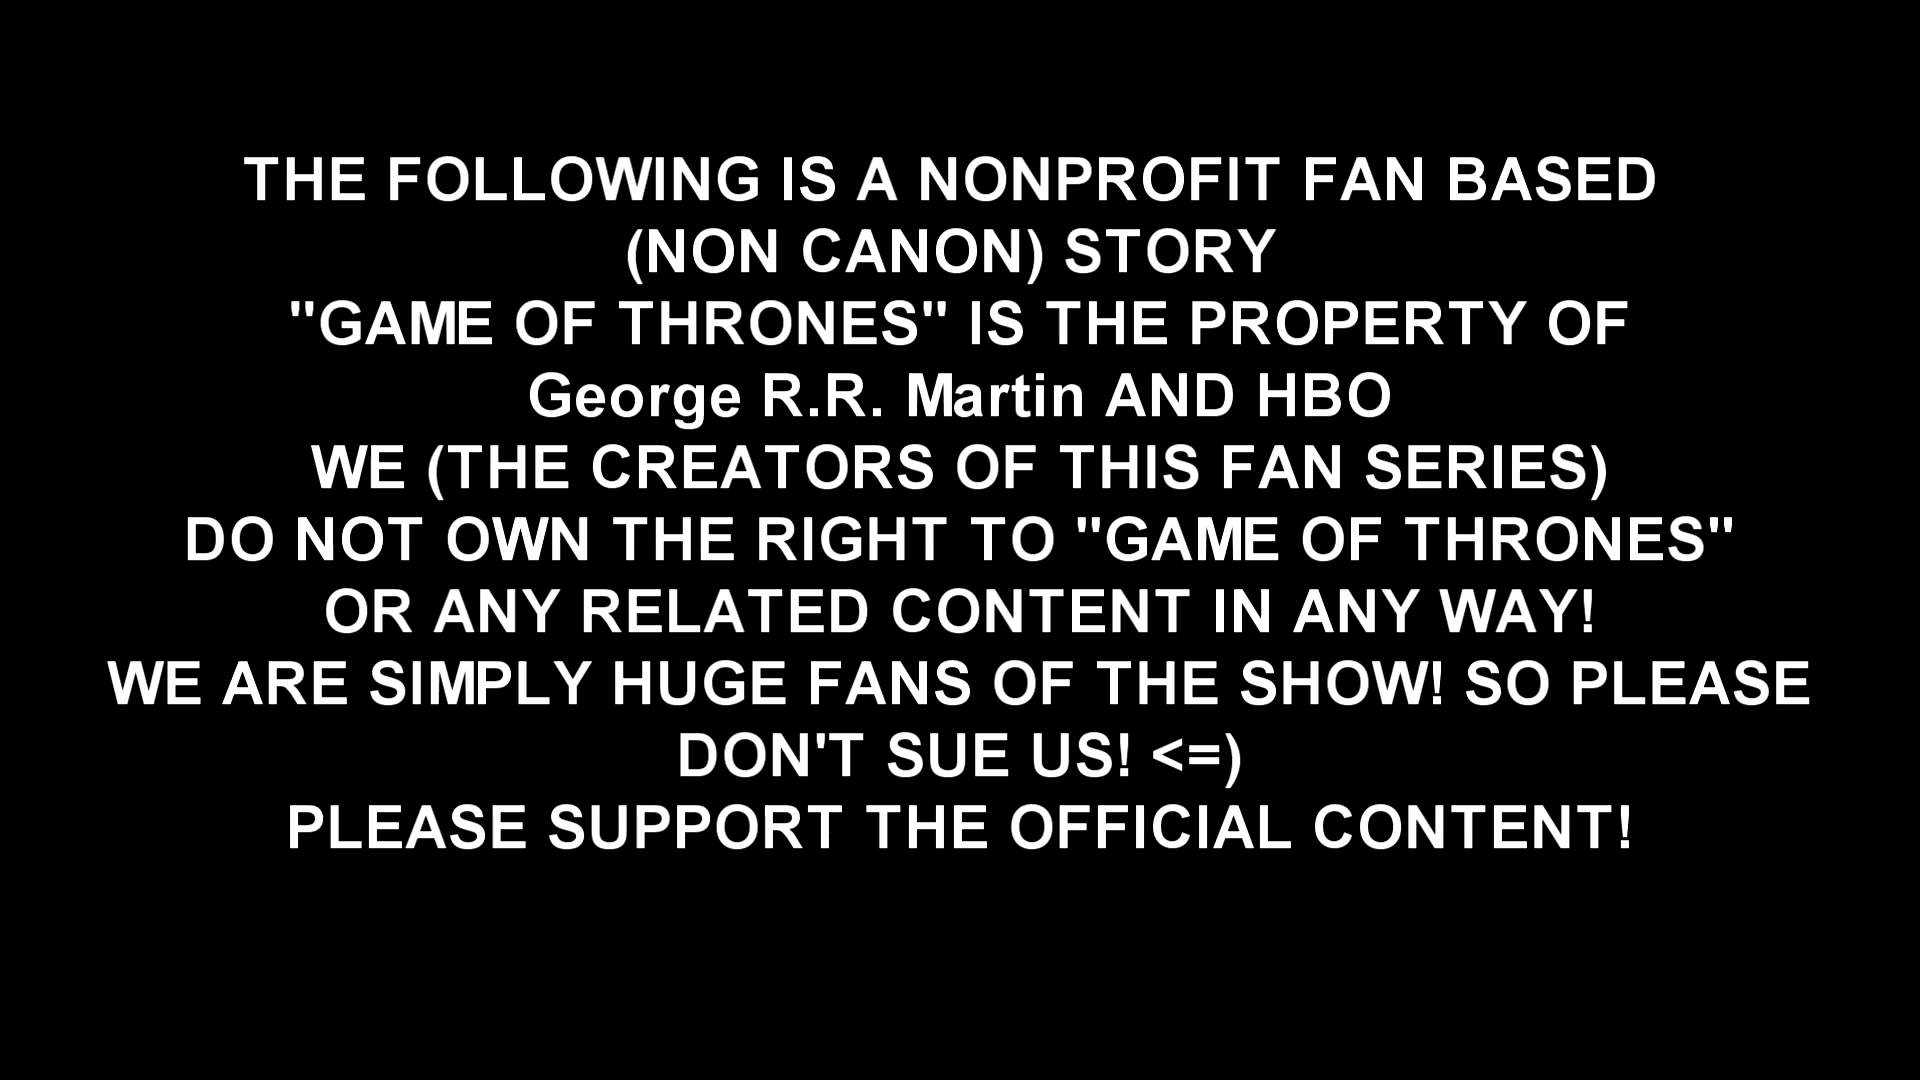 THE FOLLOWING IS A NONPROFIT FAN BASED
(NON CANON) STORY
"GAME OF THRONES" IS THE PROPERTY OF
George R.R. Martin AND HBO
WE (THE CREATORS OF THIS FAN SERIES)
DO NOT OWN THE RIGHT TO "GAME OF THRONES"
OR ANY RELATED CONTENT IN ANY WAY!
WE ARE SIMPLY HUGE FANS OF THE SHOW! SO PLEASE
DON'T SUE US! <=)
PLEASE SUPPORT THE OFFICIAL CONTENT!